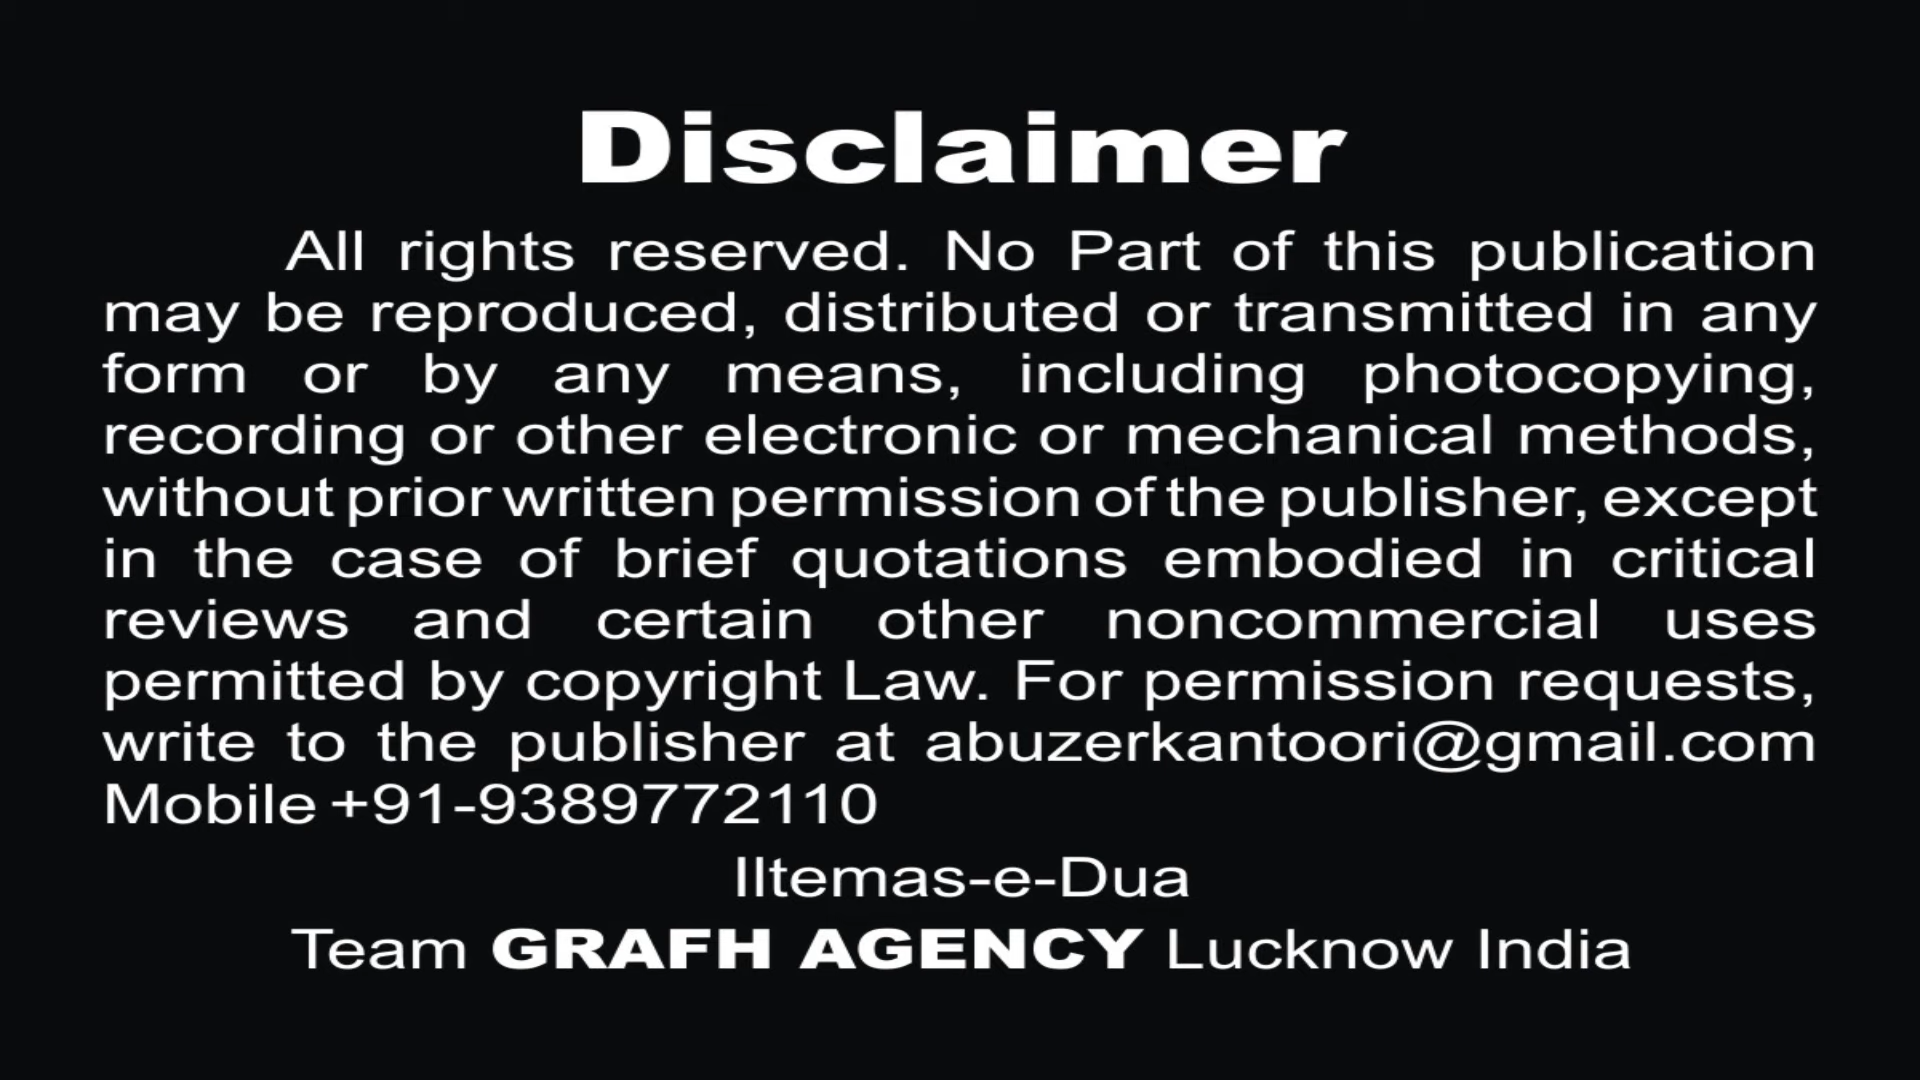 Disclaimer
All rights reserved. No Part of this publication
may be reproduced, distributed or transmitted in any
form or by any means, including photocopying,
recording or other electronic or mechanical methods,
without prior written permission of the publisher, except
in the case of brief quotations embodied in critical
reviews and certain other noncommercial uses
permitted by copyright Law. For permission requests,
write to the publisher at abuzerkantoori@gmail.com
Mobile +91-9389772110
Iltemas-e-Dua
Team GRAFH AGENCY Lucknow India